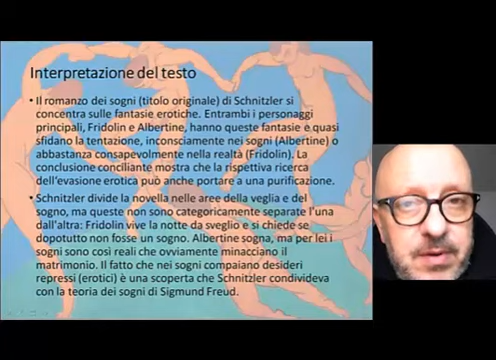 Interpretazione del testo
• Il romanzo dei sogni (titolo originale) di Schnitzler si
concentra sulle fantasie erotiche. Entrambi i personaggi
principali, Fridolin e Albertine, hanno queste fantasie e quasi
sfidano la tentazione, inconsciamente nei sogni (Albertine) o
abbastanza consapevolmente nella realtà (Fridolin). La
conclusione conciliante mostra che la rispettiva ricerca
dell'evasione erotica può anche portare a una purificazione.
• Schnitzler divide la novella nelle aree della veglia e del
sogno, ma queste non sono categoricamente separate l'una
dall'altra: Fridolin vive la notte da sveglio e si chiede se
dopotutto non fosse un sogno. Albertine sogna, ma per lei i
sogni sono così reali che ovviamente minacciano il
matrimonio. Il fatto che nei sogni compaiano desideri
repressi (erotici) è una scoperta che Schnitzler condivideva
con la teoria dei sogni di Sigmund Freud.